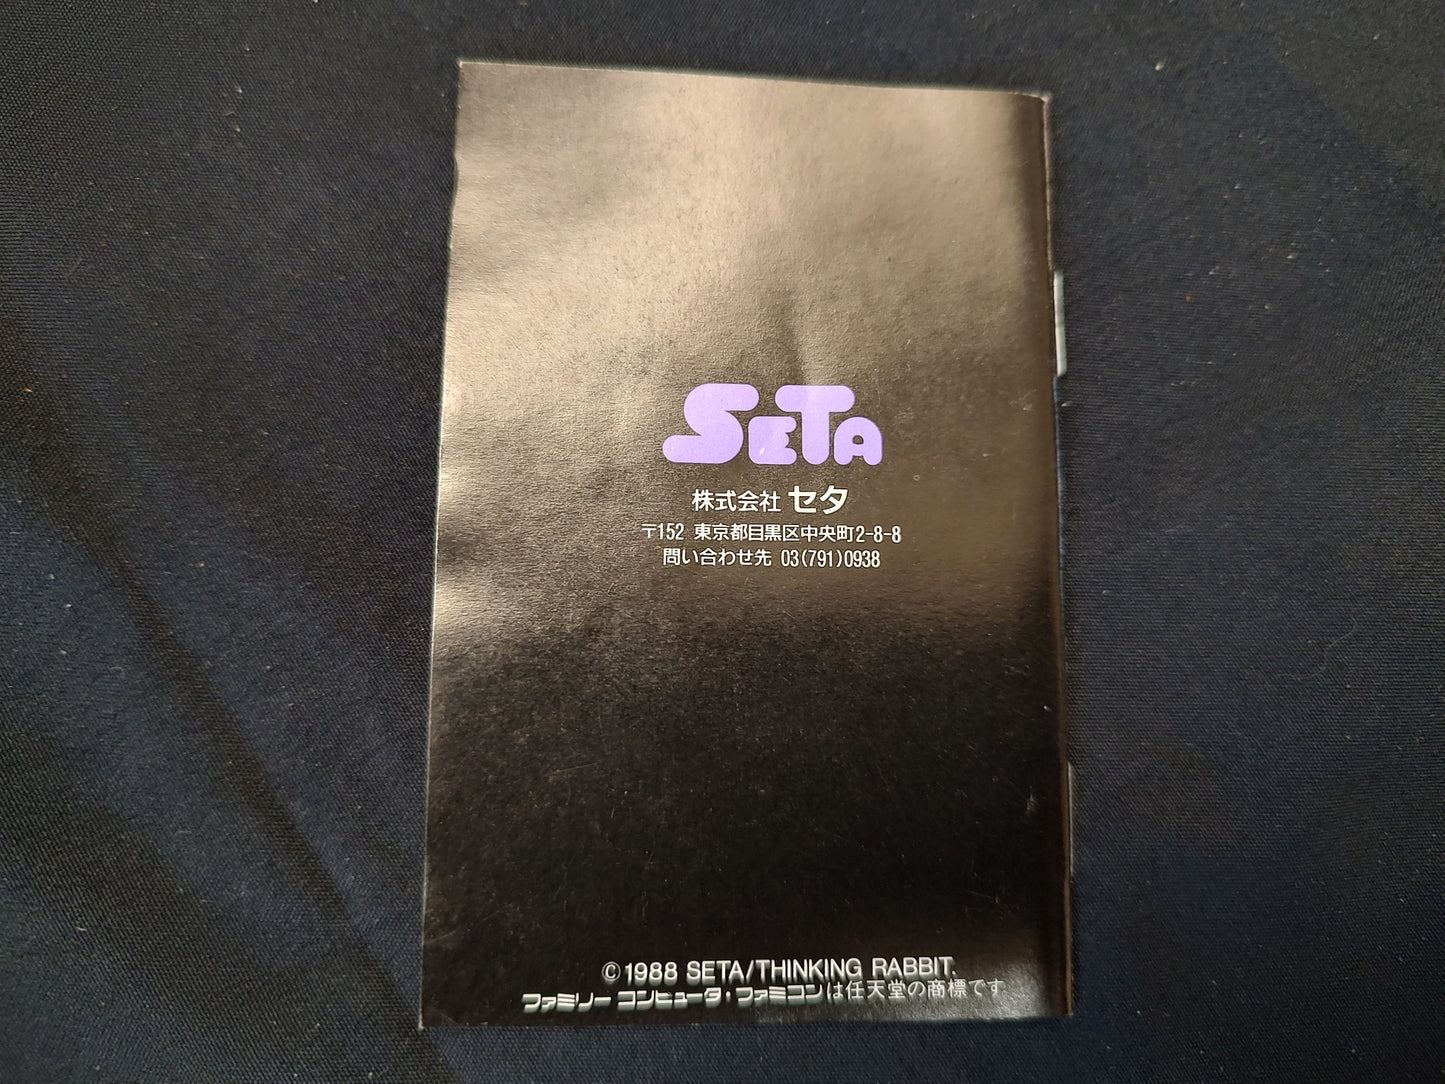 SETA
株式会社 セタ
〒152 東京都目黒区中央町2-8-8
問い合わせ先 03(791)0938
©1988 SETA/THINKING RABBIT.
ファミリー コンピュータ・ファミコンは任天堂の商標です